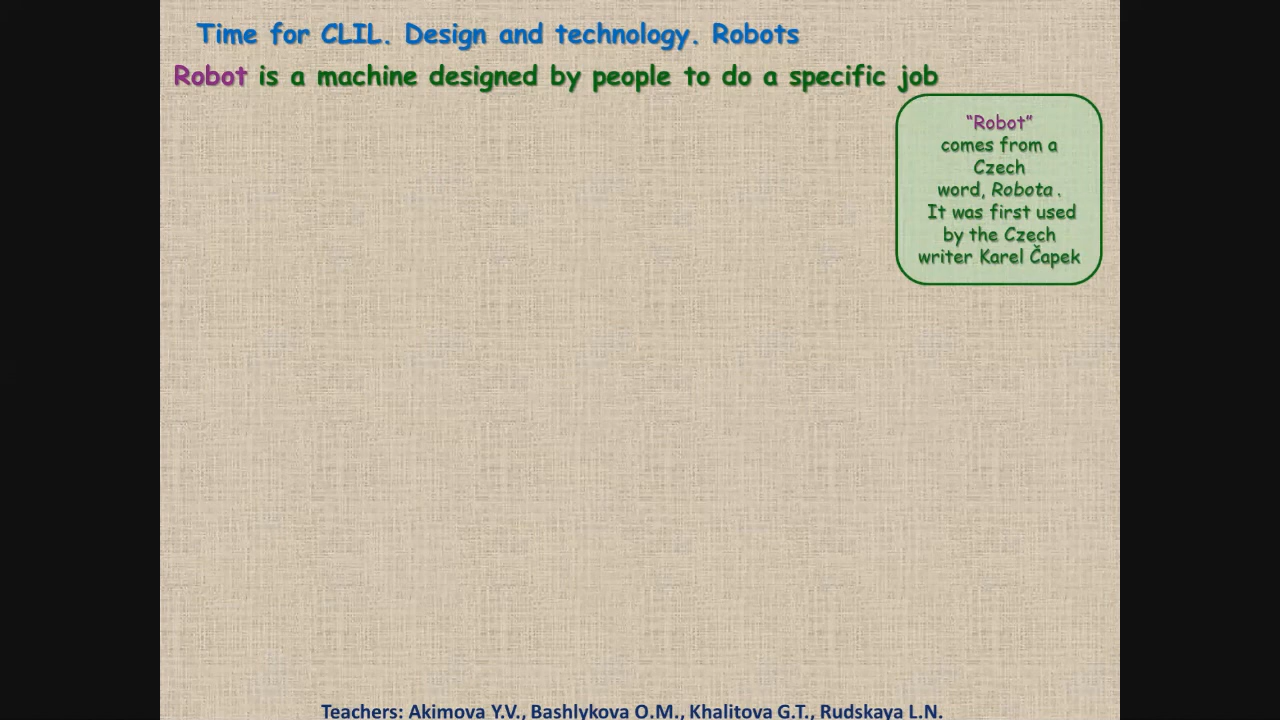 Time for CLIL. Design and technology. Robots
Robot is a machine designed by people to do a specific job
“Robot”
comes from a
Czech
word, Robota .
It was first used
by the Czech
writer Karel Čapek
Teachers: Akimova Y.V., Bashlykova O.M., Khalitova G.T., Rudskaya L.N.